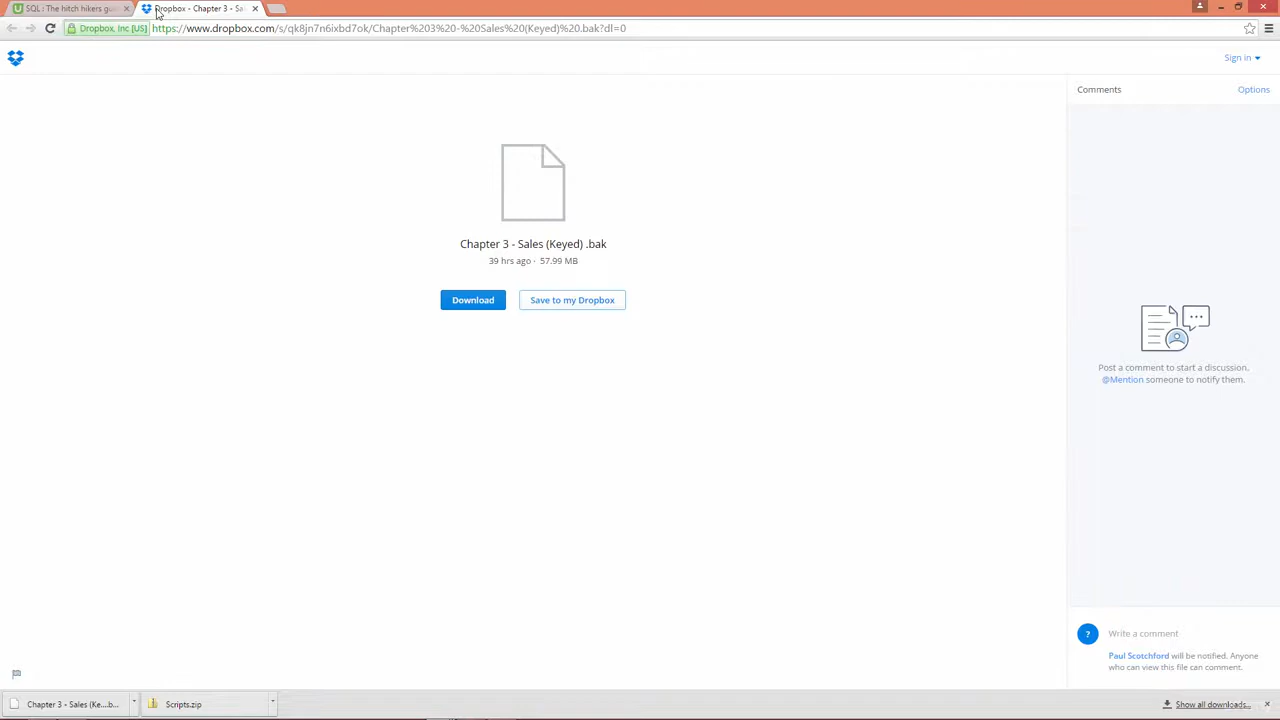 SQL : The hitch hikers gui
Dropbox - Chapter 3 - Sal
Dropbox, Inc [US]
https://www.dropbox.com/s/qk8jn7n6ixbd7ok/Chapter%203%20-%20Sales%20(Keyed)%20.bak?dl=0
Sign in
Comments
Options
Chapter 3 - Sales (Keyed) .bak
39 hrs ago · 57.99 MB
Download
Save to my Dropbox
Post a comment to start a discussion.
@Mention someone to notify them.
?
Write a comment
Paul Scotchford will be notified. Anyone
who can view this file can comment.
Chapter 3 - Sales (Ke....b...
Scripts.zip
Show all downloads...